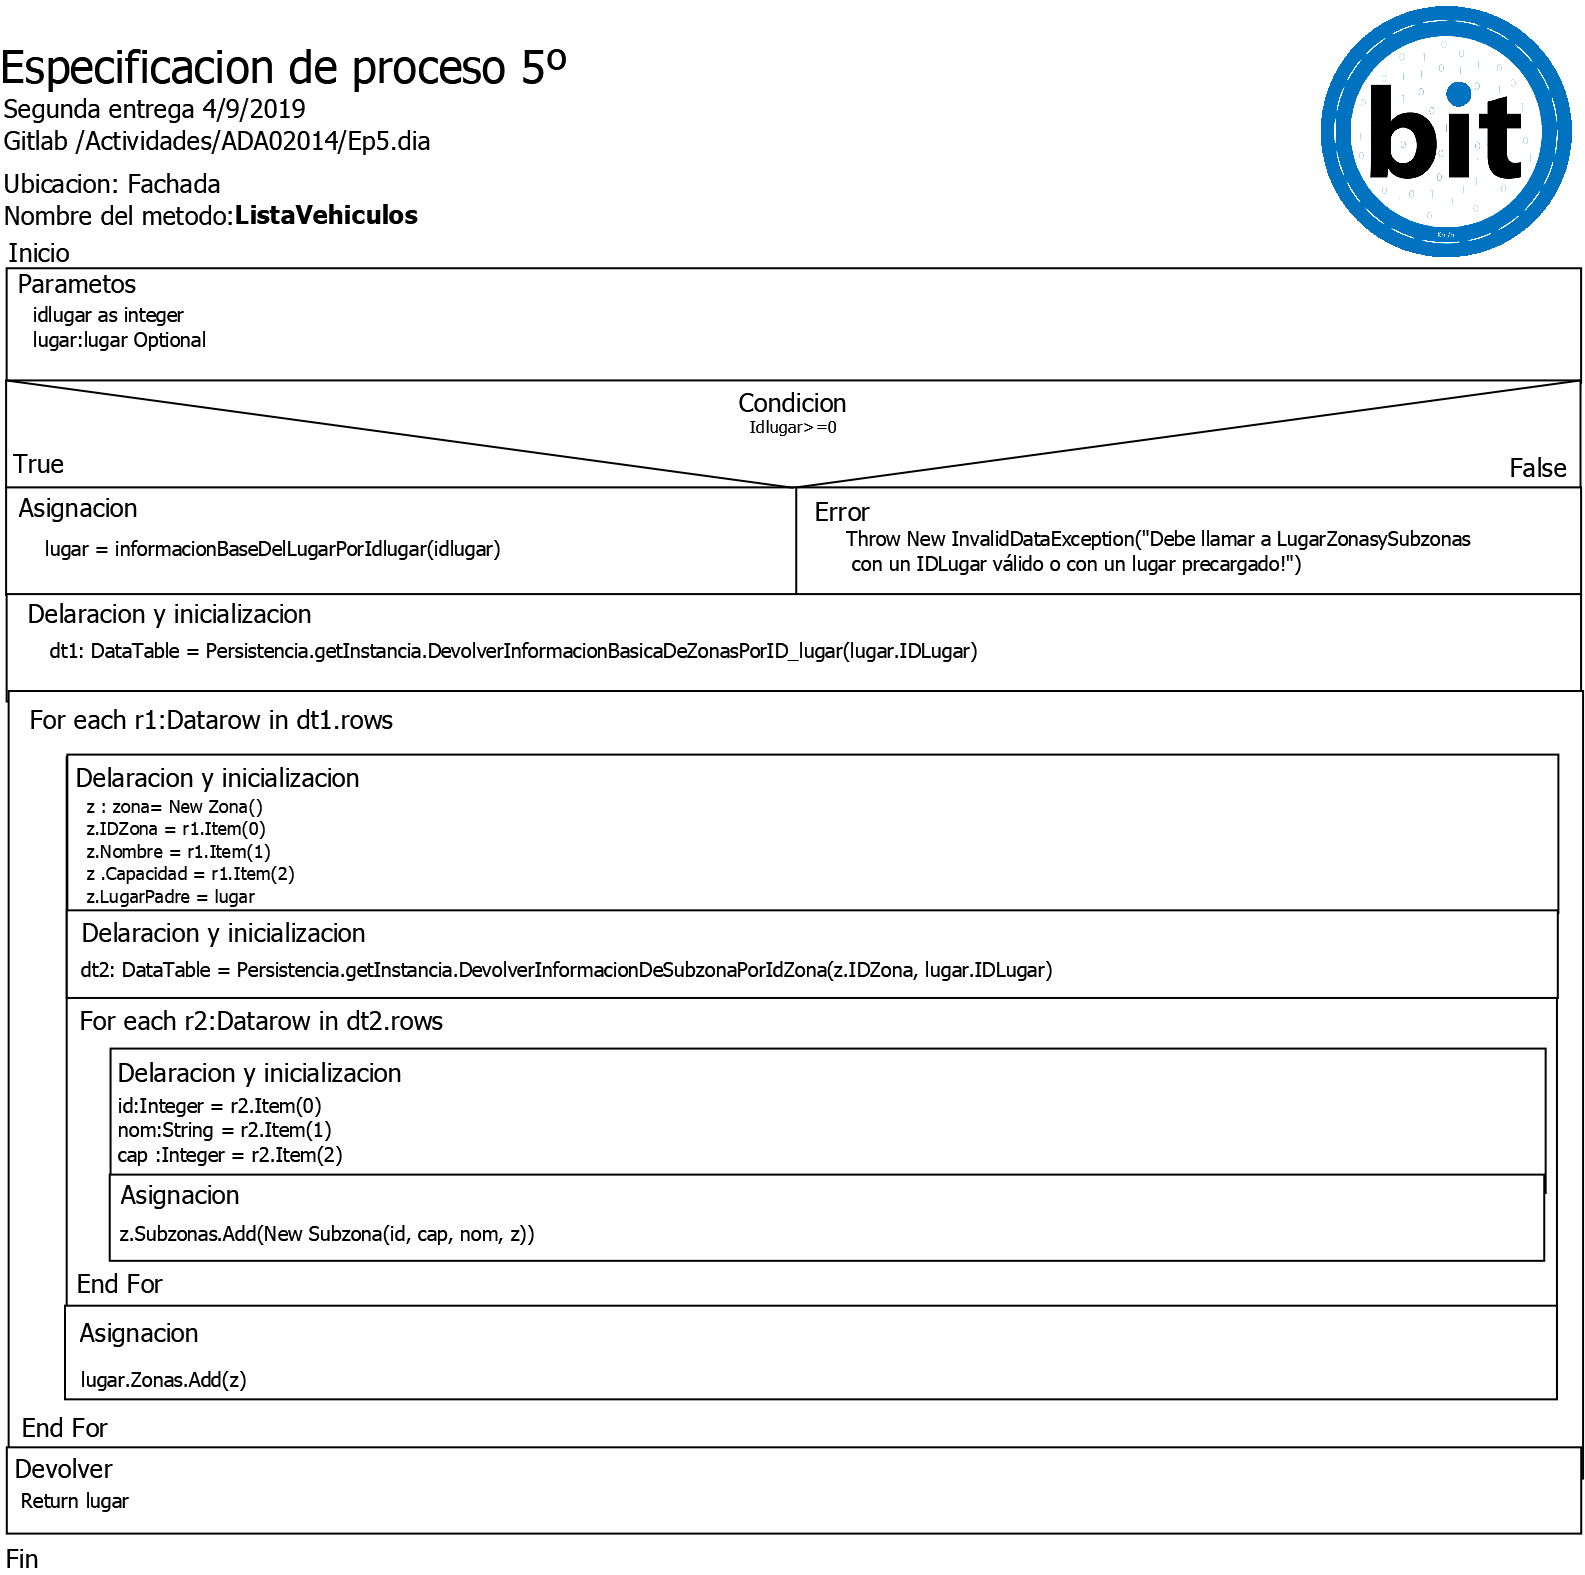 Especificacion de proceso 5º
Segunda entrega 4/9/2019
Gitlab /Actividades/ADA02014/Ep5.dia
bit
Ubicacion: Fachada
Nombre del metodo:ListaVehiculos
Inicio
Parametos
idlugar as integer
lugar:lugar Optional
Condicion
Idlugar>=0
True
False
Asignacion
lugar = informacionBaseDelLugarPorIdlugar(idlugar)
Error
Throw New InvalidDataException("Debe llamar a LugarZonasySubzonas
con un IDLugar válido o con un lugar precargado!")
Delaracion y inicializacion
dt1: DataTable = Persistencia.getInstancia.DevolverInformacionBasicaDeZonasPorID_lugar(lugar.IDLugar)
For each r1:Datarow in dt1.rows
Delaracion y inicializacion
z : zona= New Zona()
z.IDZona = r1.Item(0)
z.Nombre = r1.Item(1)
z .Capacidad = r1.Item(2)
z.LugarPadre = lugar
Delaracion y inicializacion
dt2: DataTable = Persistencia.getInstancia.DevolverInformacionDeSubzonaPorIdZona(z.IDZona, lugar.IDLugar)
For each r2:Datarow in dt2.rows
Delaracion y inicializacion
id:Integer = r2.Item(0)
nom:String = r2.Item(1)
cap :Integer = r2.Item(2)
Asignacion
z.Subzonas.Add(New Subzona(id, cap, nom, z))
End For
Asignacion
lugar.Zonas.Add(z)
End For
Devolver
Return lugar
Fin